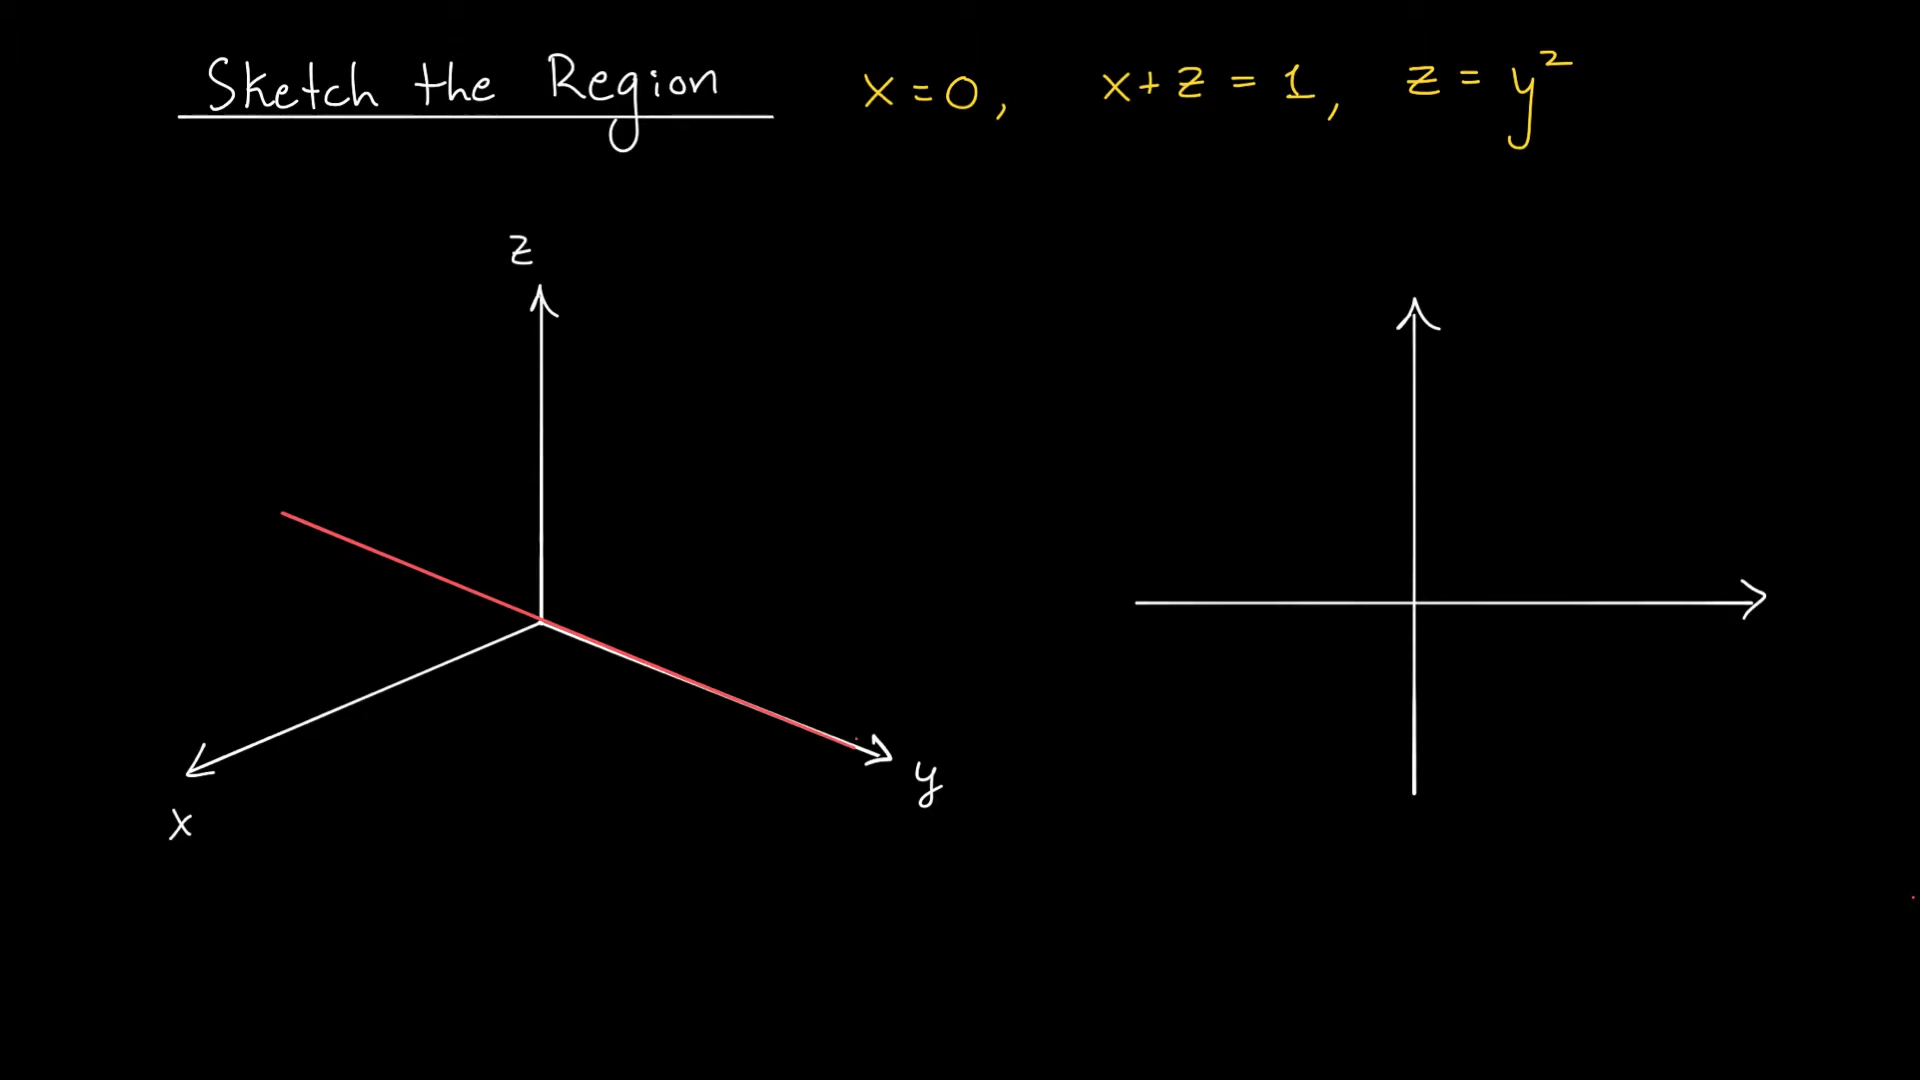 Sketch the Region x=0, x+z=1, z=y²
z
y
x